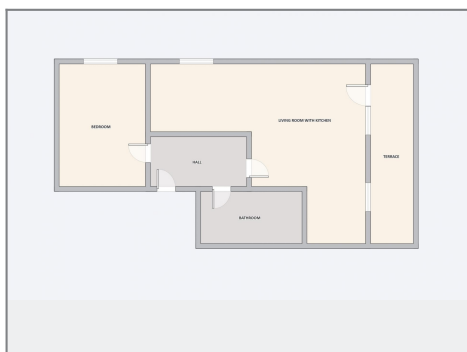 LIVING ROOM WITH KITCHEN
BEDROOM
TERRACE
HALL
BATHROOM